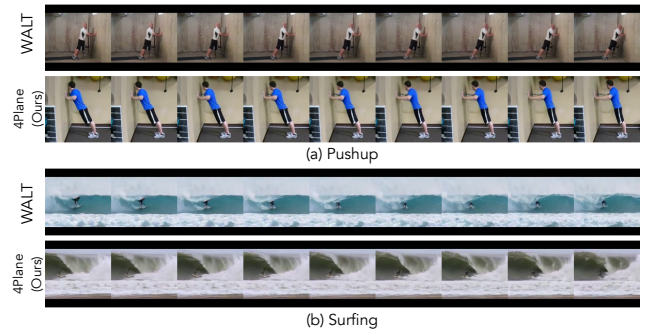 WALT
4Plane
(Ours)
(a) Pushup
WALT
4Plane
(Ours)
(b) Surfing